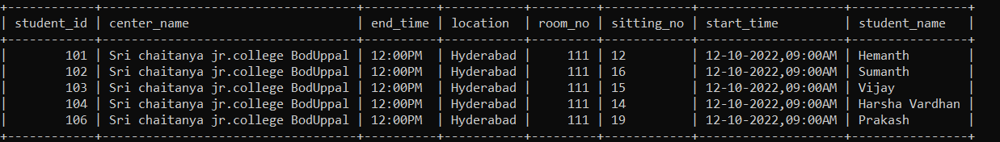 +------------+--------------------------------+----------+-----------+---------+------------+--------------------+---------------+
| student_id | center_name                    | end_time | location  | room_no | sitting_no | start_time         | student_name  |
+------------+--------------------------------+----------+-----------+---------+------------+--------------------+---------------+
|        101 | Sri chaitanya jr.college BodUppal | 12:00PM  | Hyderabad |     111 | 12         | 12-10-2022,09:00AM | Hemanth       |
|        102 | Sri chaitanya jr.college BodUppal | 12:00PM  | Hyderabad |     111 | 16         | 12-10-2022,09:00AM | Sumanth       |
|        103 | Sri chaitanya jr.college BodUppal | 12:00PM  | Hyderabad |     111 | 15         | 12-10-2022,09:00AM | Vijay         |
|        104 | Sri chaitanya jr.college BodUppal | 12:00PM  | Hyderabad |     111 | 14         | 12-10-2022,09:00AM | Harsha Vardhan |
|        106 | Sri chaitanya jr.college BodUppal | 12:00PM  | Hyderabad |     111 | 19         | 12-10-2022,09:00AM | Prakash       |
+------------+--------------------------------+----------+-----------+---------+------------+--------------------+---------------+